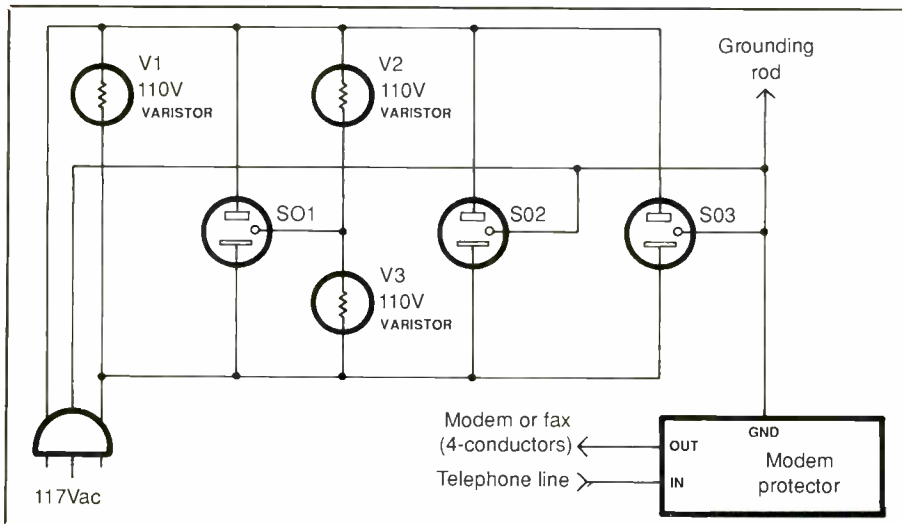 V1
110V
VARISTOR
V2
110V
VARISTOR
Grounding
rod
SO1
S02
S03
V3
110V
VARISTOR
117Vac
Modem or fax
(4-conductors)
Telephone line
OUT
IN
GND
Modem
protector